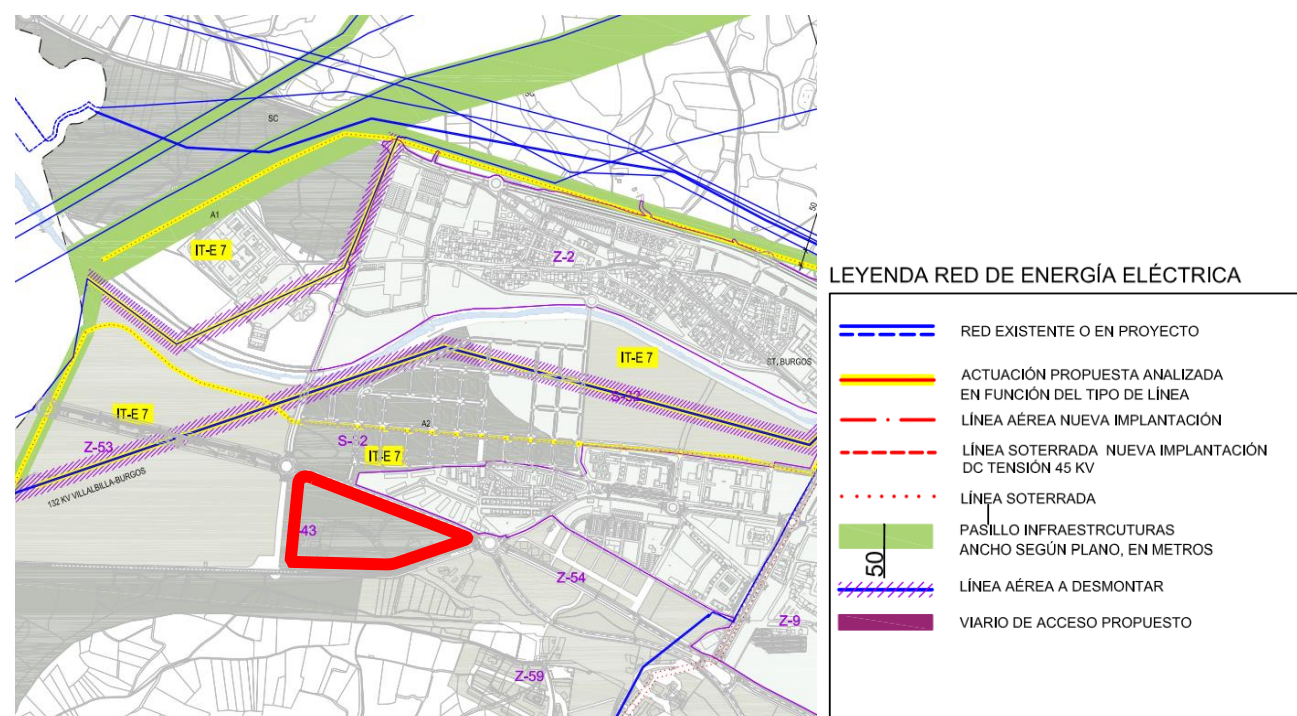 SC
SC
50
A1
IT-E 7
Z-2
IT-E 7
ST. BURGOS
IT-E 7
A2
Z-53
IT-E 7
132 KV VILLALBILLA-BURGOS
43
Z-54
Z-9
Z-59
LEYENDA RED DE ENERGÍA ELÉCTRICA
RED EXISTENTE O EN PROYECTO
ACTUACIÓN PROPUESTA ANALIZADA
EN FUNCIÓN DEL TIPO DE LÍNEA
LÍNEA AÉREA NUEVA IMPLANTACIÓN
LÍNEA SOTERRADA NUEVA IMPLANTACIÓN
DC TENSIÓN 45 KV
LÍNEA SOTERRADA
PASILLO INFRAESTRCUTURAS
ANCHO SEGÚN PLANO, EN METROS
50
LÍNEA AÉREA A DESMONTAR
VIARIO DE ACCESO PROPUESTO